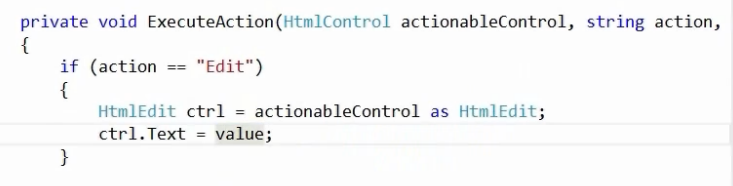 private void ExecuteAction(HtmlControl actionableControl, string action,
{
if (action == "Edit")
{
HtmlEdit ctrl = actionableControl as HtmlEdit;
ctrl.Text = value;
}